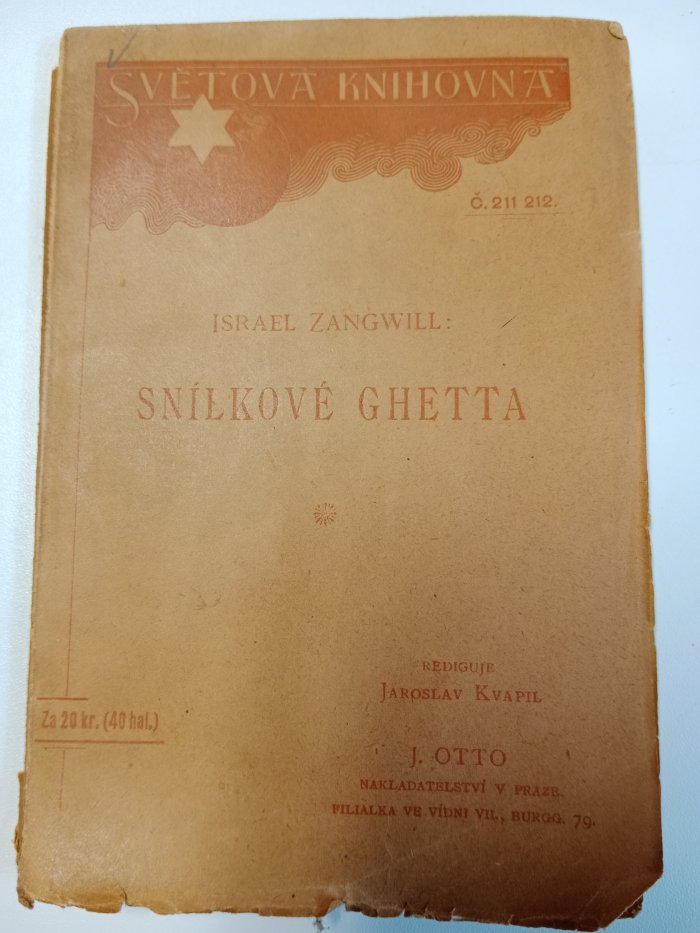 SVĚTOVÁ KNIHOVNA
Č. 211 212.
ISRAEL ZANGWILL:
SNÍLKOVÉ GHETTA
REDIGUJE
JAROSLAV KVAPIL
Za 20 kr. (40 hal.)
J. OTTO
NAKLADATELSTVÍ V PRAZE.
FILIALKA VE VÍDNI VII., BURGG. 79.